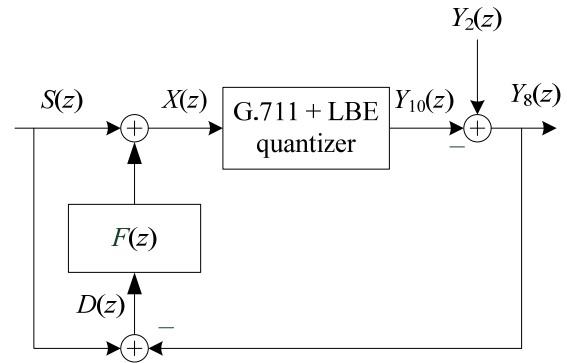 Y2(z)
S(z)
X(z)
G.711 + LBE
quantizer
Y10(z)
Y8(z)
+
+
−
F(z)
D(z)
−
+